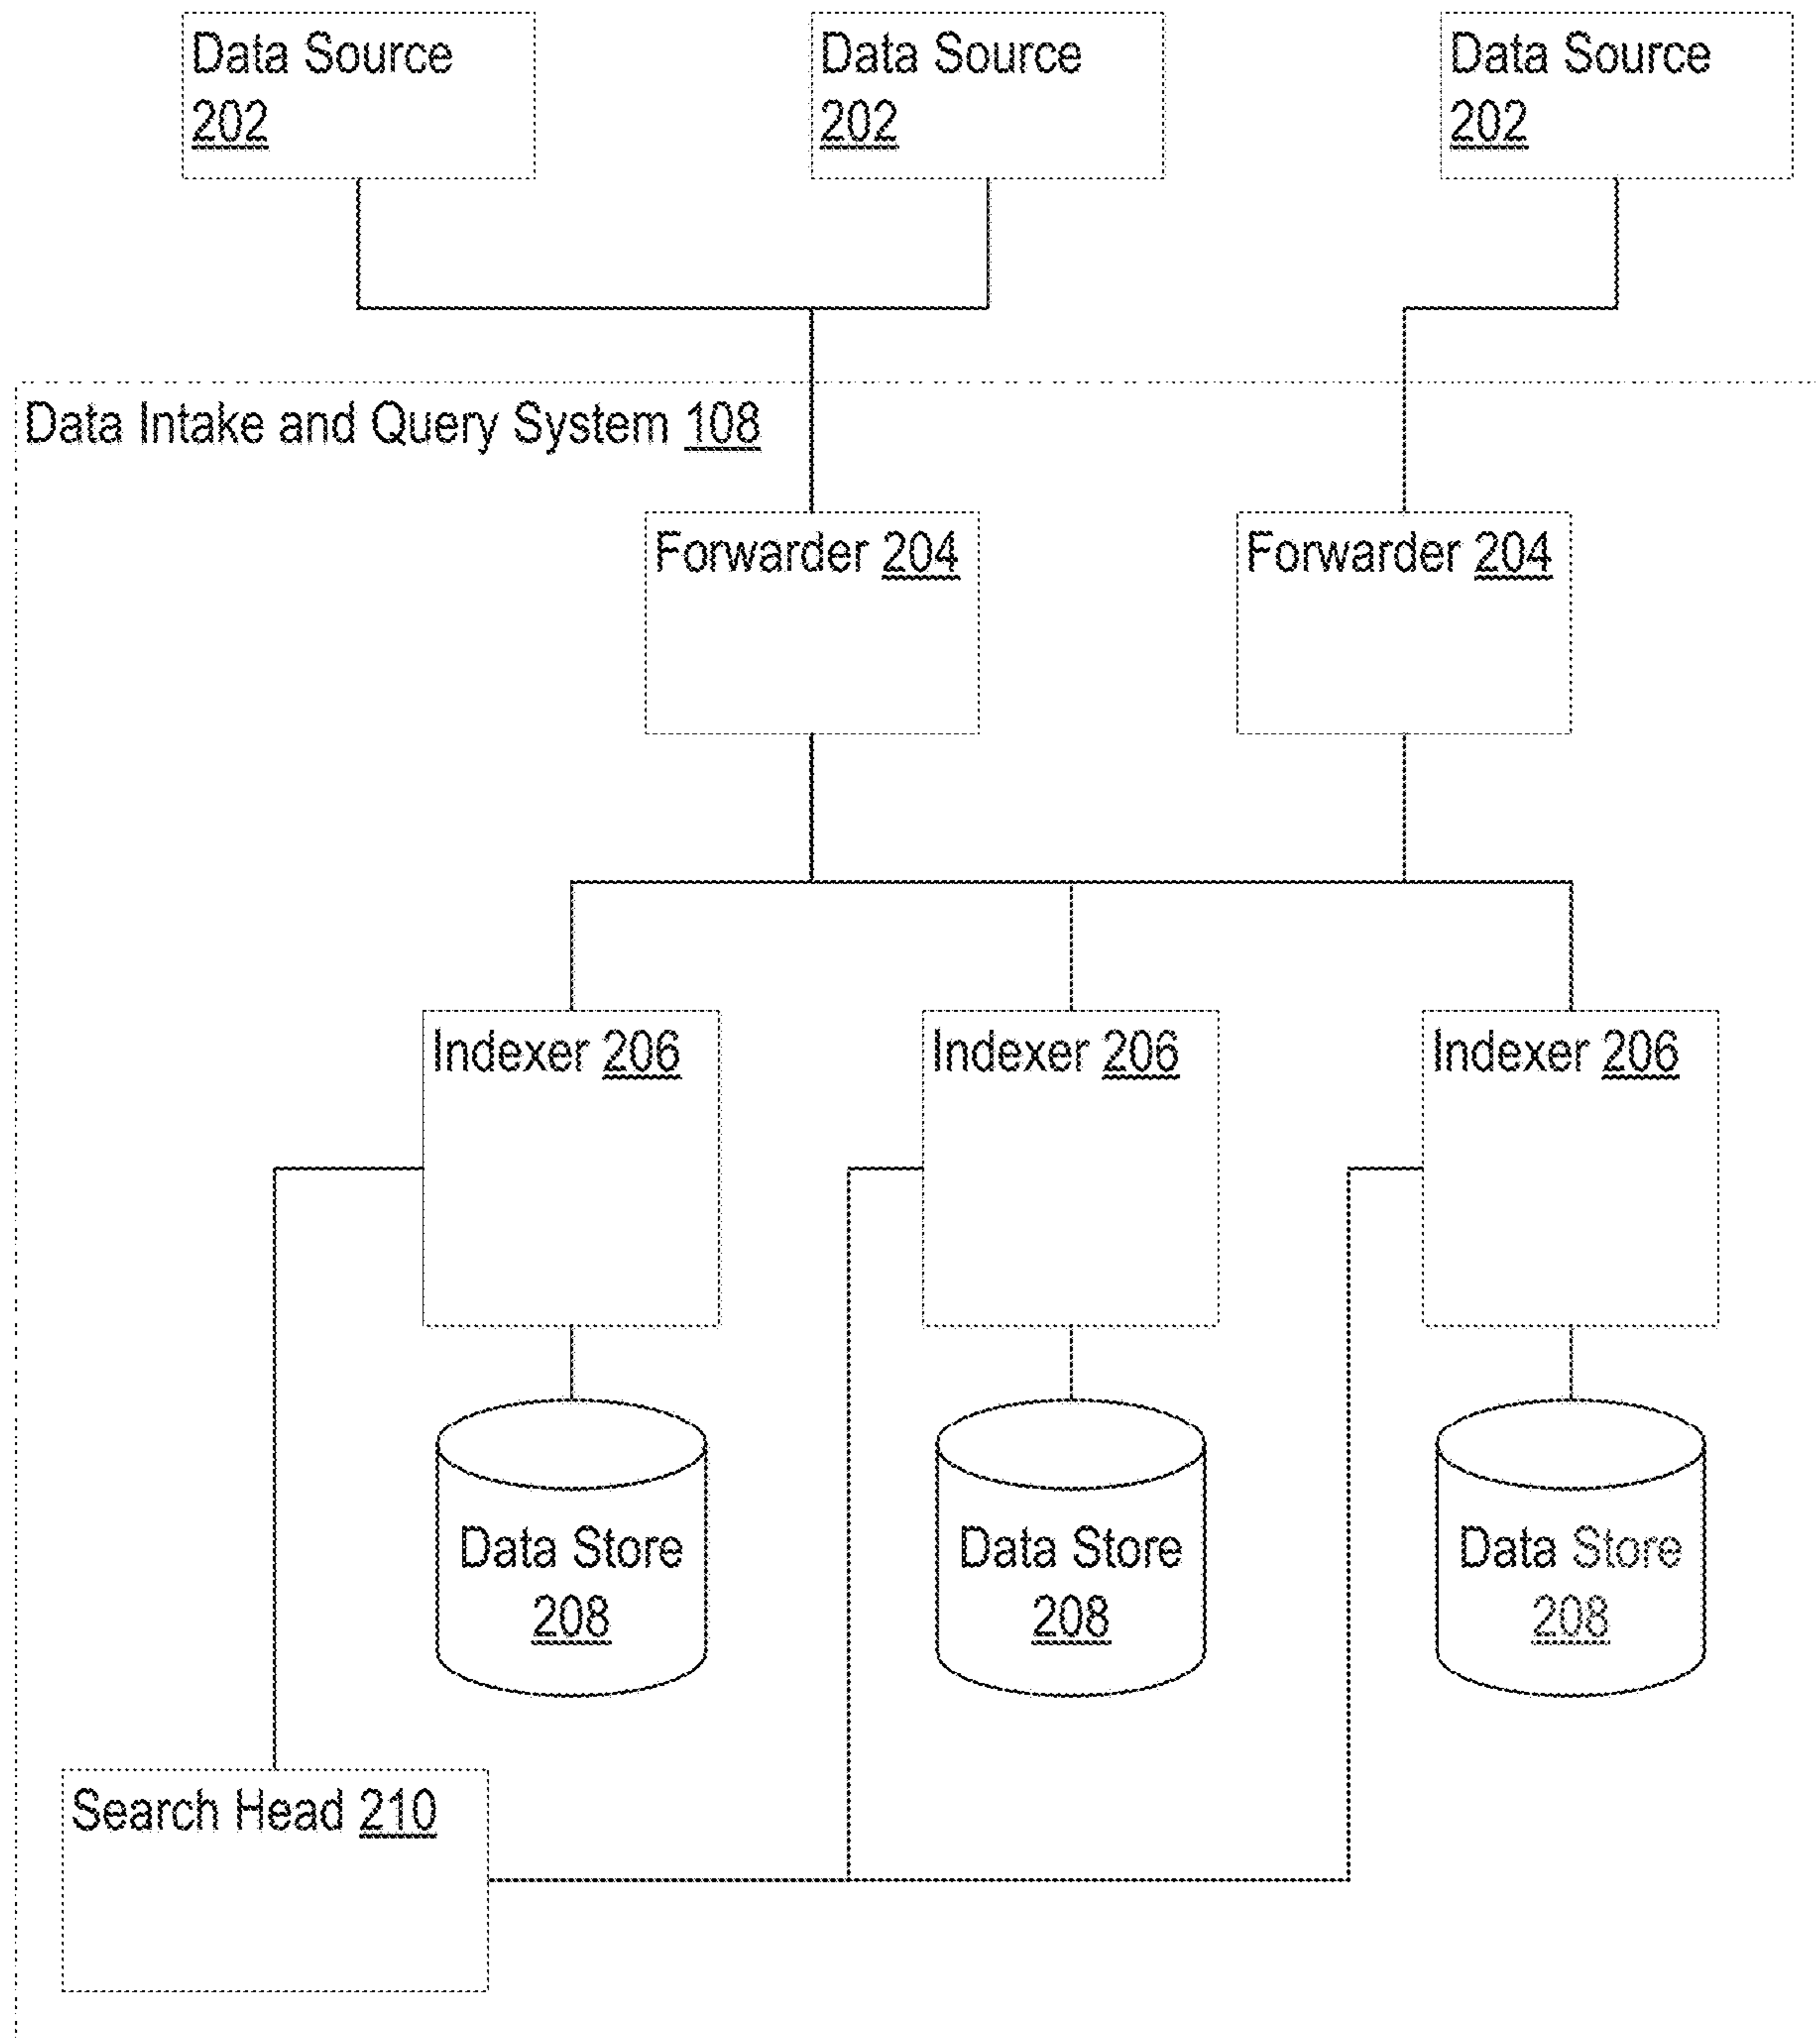 Data Source
202
Data Source
202
Data Source
202
Data Intake and Query System 108
Forwarder 204
Forwarder 204
Indexer 206
Indexer 206
Indexer 206
Data Store
208
Data Store
208
Data Store
208
Search Head 210